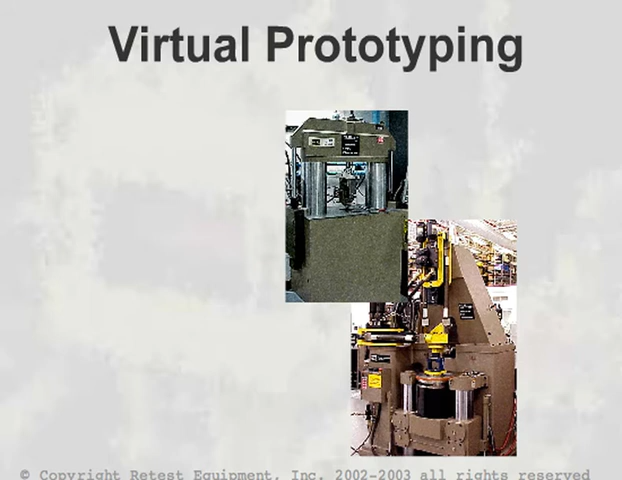 Virtual Prototyping
© Copyright Retest Equipment, Inc. 2002-2003 all rights reserved